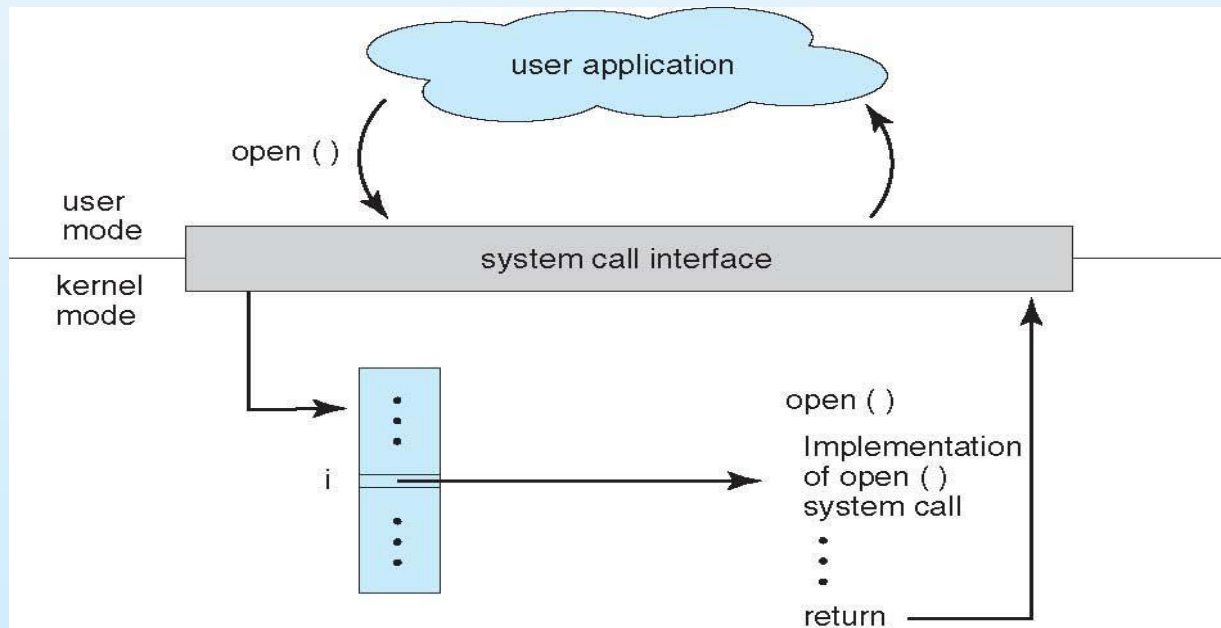 user application
open ( )
user
mode
system call interface
kernel
mode
open ( )
Implementation
of open ( )
system call
i
return